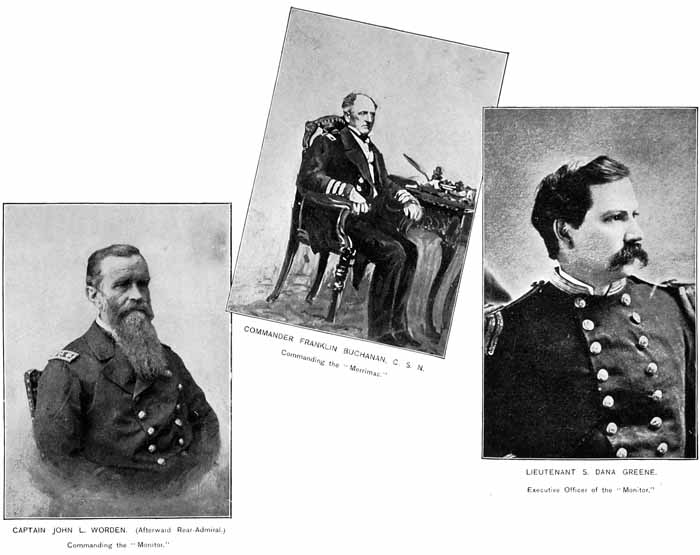 COMMANDER FRANKLIN BUCHANAN, C. S. N.
Commanding the "Merrimac."
LIEUTENANT S. DANA GREENE.
Executive Officer of the "Monitor."
CAPTAIN JOHN L. WORDEN. (Afterward Rear-Admiral.)
Commanding the "Monitor."